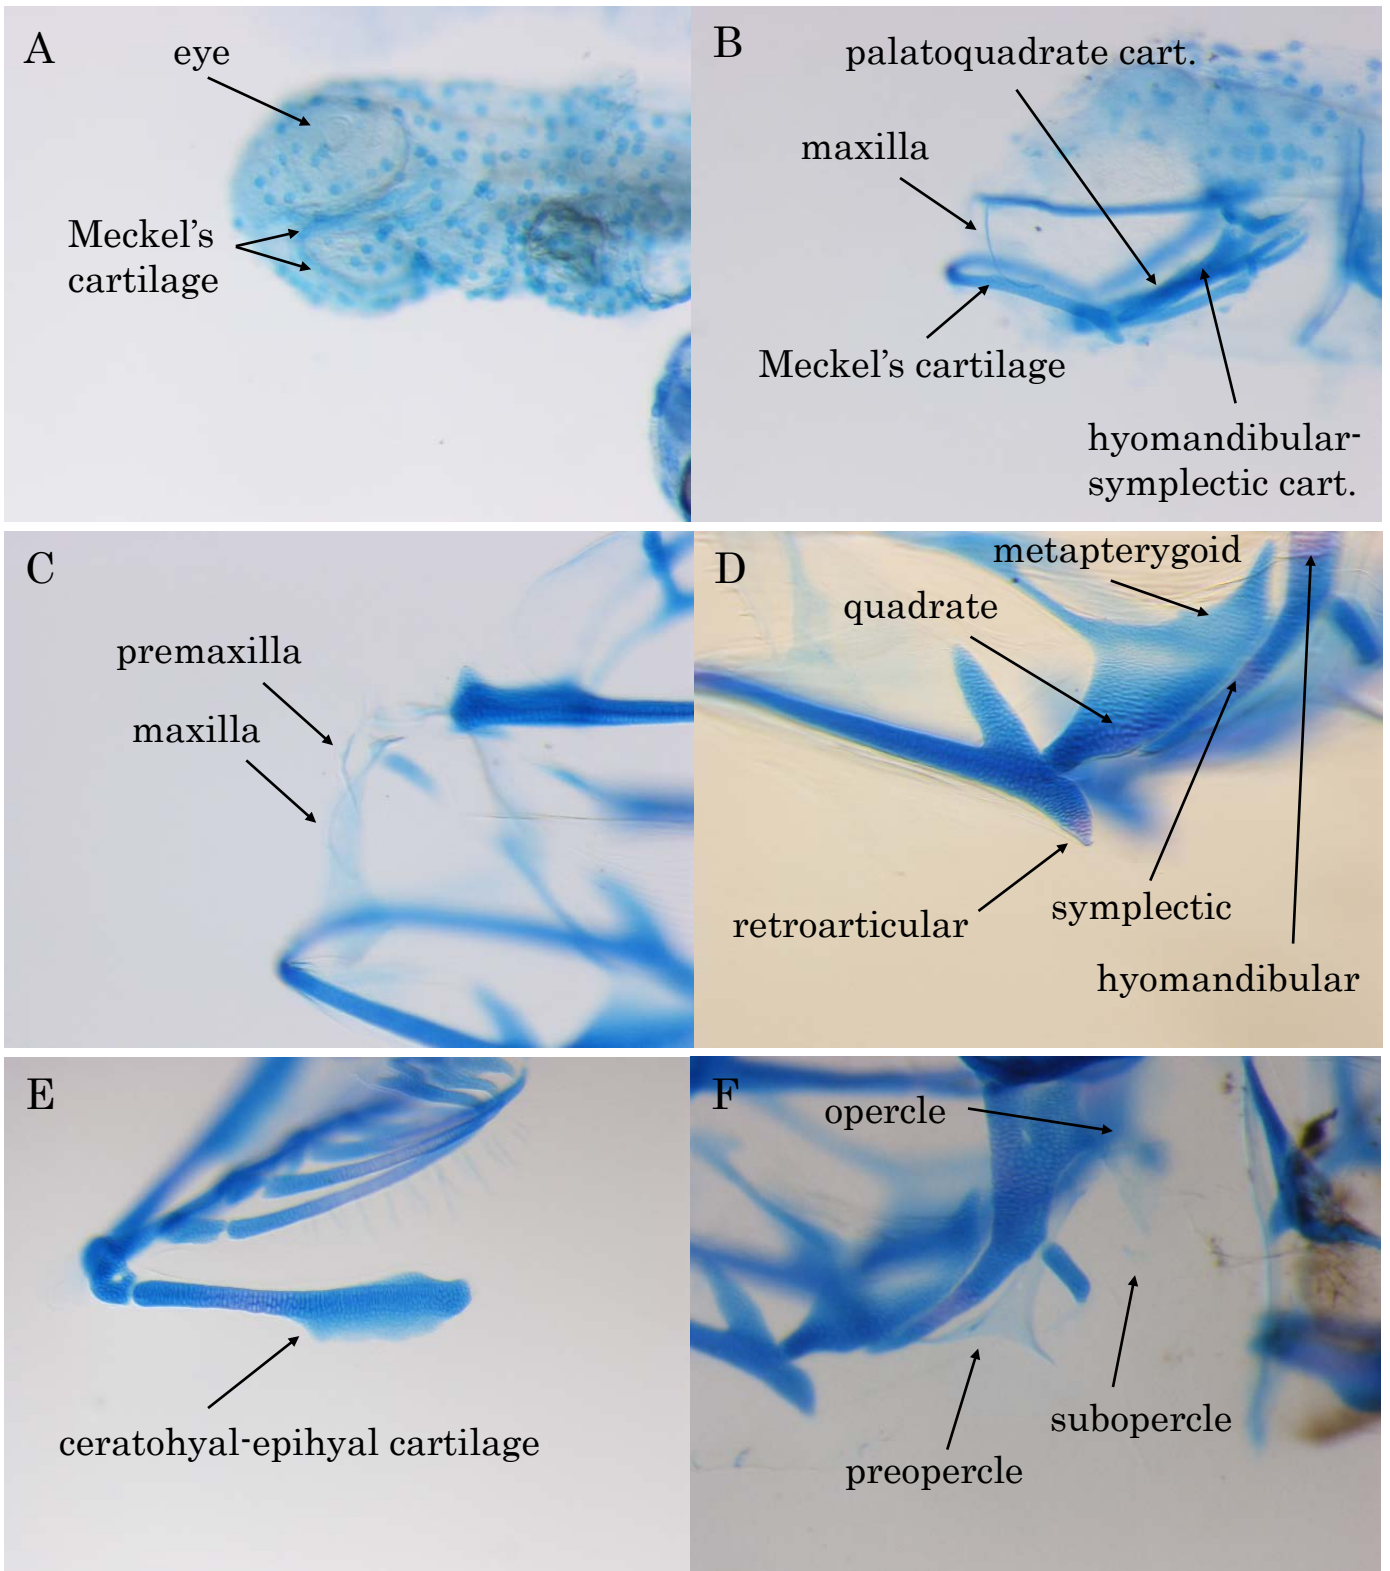 A
eye
Meckel's
cartilage
B
palatoquadrate cart.
maxilla
Meckel's cartilage
hyomandibular-
symplectic cart.
C
premaxilla
maxilla
D
metapterygoid
quadrate
retroarticular
symplectic
hyomandibular
E
ceratohyal-epihyal cartilage
F
opercle
subopercle
preopercle